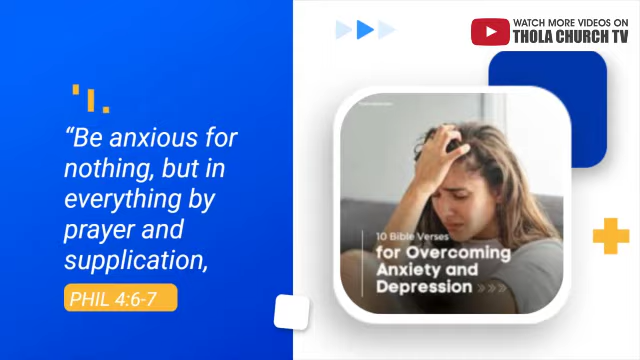 WATCH MORE VIDEOS ON
THOLA CHURCH TV
“Be anxious for
nothing, but in
everything by
prayer and
supplication,
PHIL 4:6-7
10 Bible Verses
for Overcoming
Anxiety and
Depression >>>